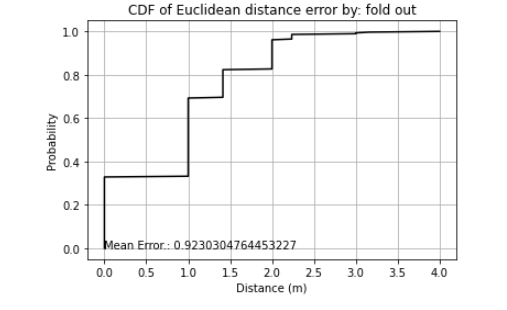 CDF of Euclidean distance error by: fold out
1.0
0.8
0.6
0.4
0.2
0.0
Probability
Mean Error.: 0.9230304764453227
0.0 0.5 1.0 1.5 2.0 2.5 3.0 3.5 4.0
Distance (m)